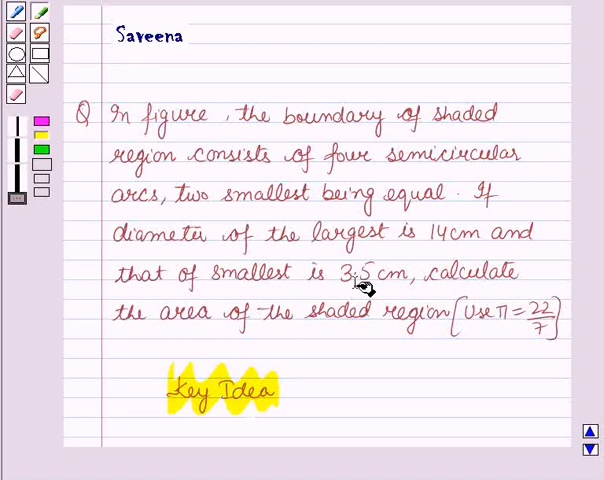 Saveena
Q In figure, the boundary of shaded
region consists of four semicircular
arcs, two smallest being equal. If
diameter of the largest is 14cm and
that of smallest is 3.5 cm, calculate
the area of the shaded region [Use π = 22/7]
Key Idea